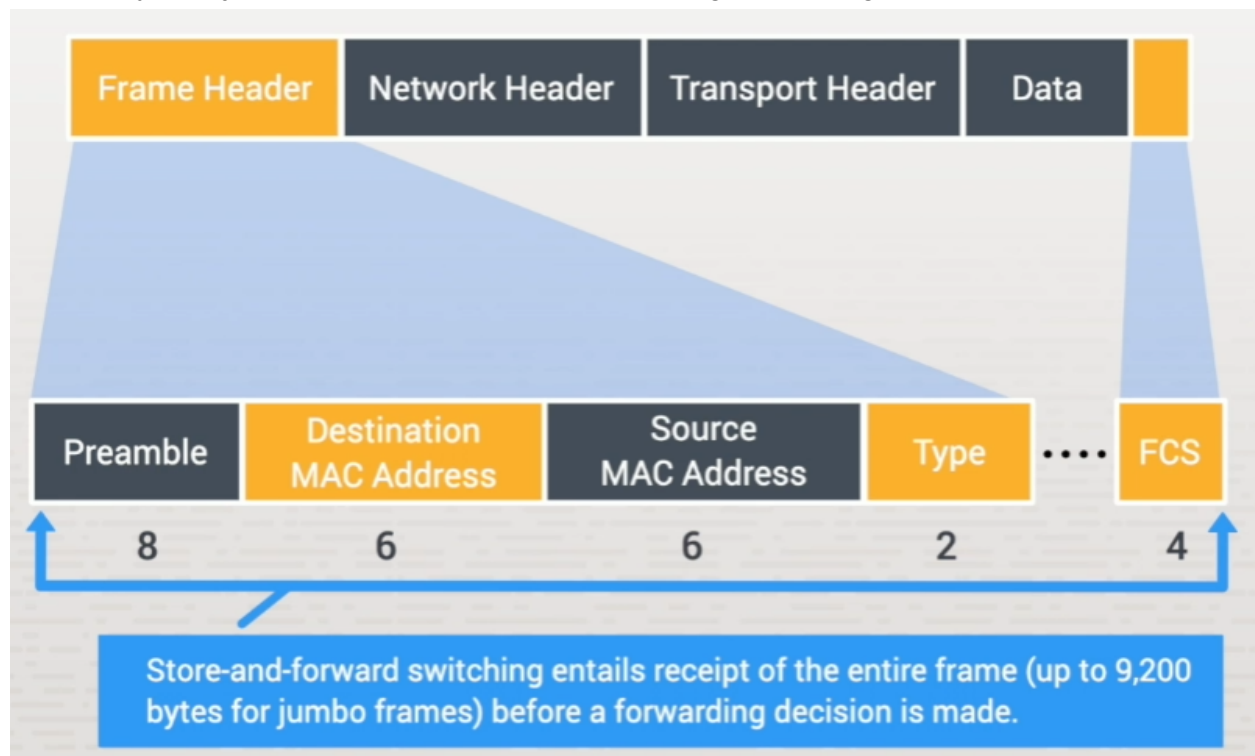 Frame Header Network Header Transport Header Data
Preamble Destination MAC Address Source MAC Address Type .... FCS
8 6 6 2 4
Store-and-forward switching entails receipt of the entire frame (up to 9,200
bytes for jumbo frames) before a forwarding decision is made.